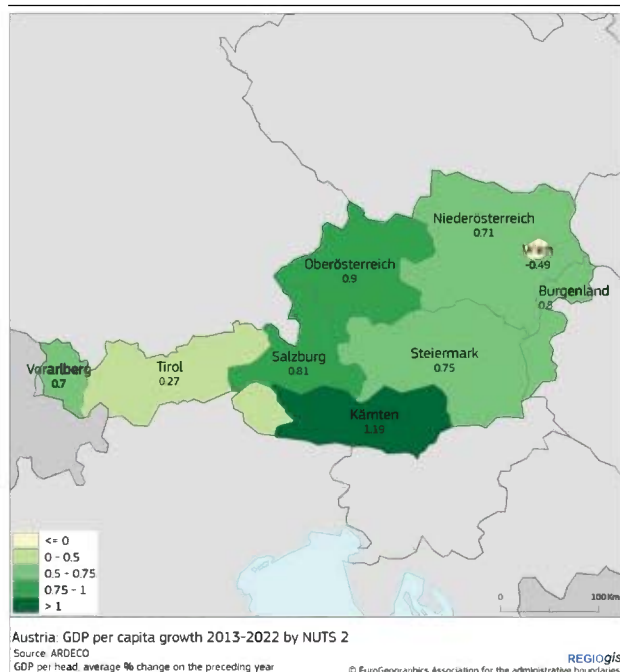 Niederösterreich
0.71
Wien
-0.49
Oberösterreich
0.9
Burgenland
Vorarlberg
0.7
Tirol
0.27
Salzburg
0.81
Steiermark
0.75
Kärnten
1.19
<= 0
0 - 0.5
0.5 - 0.75
0.75 - 1
> 1
0 100 Km
Austria: GDP per capita growth 2013-2022 by NUTS 2
Source: ARDECO
GDP per head, average % change on the preceding year
REGIOgis
© EuroGeographics Association for the administrative boundaries